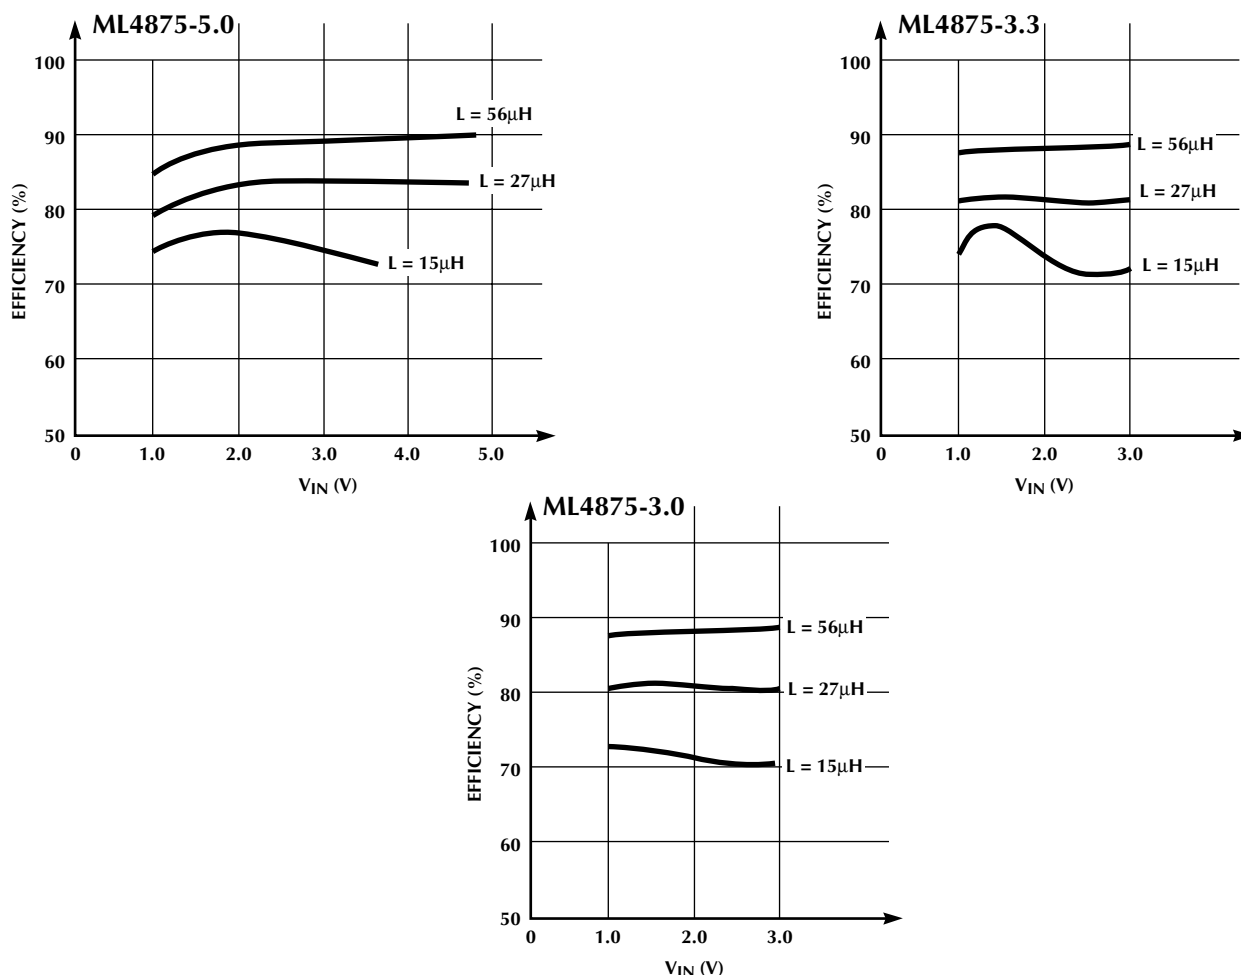 ML4875-5.0
100
90
80
70
60
50
EFFICIENCY (%)
L = 56µH
L = 27µH
L = 15µH
0 1.0 2.0 3.0 4.0 5.0
VIN (V)
ML4875-3.3
100
90
80
70
60
50
EFFICIENCY (%)
L = 56µH
L = 27µH
L = 15µH
0 1.0 2.0 3.0
VIN (V)
ML4875-3.0
100
90
80
70
60
50
EFFICIENCY (%)
L = 56µH
L = 27µH
L = 15µH
0 1.0 2.0 3.0
VIN (V)